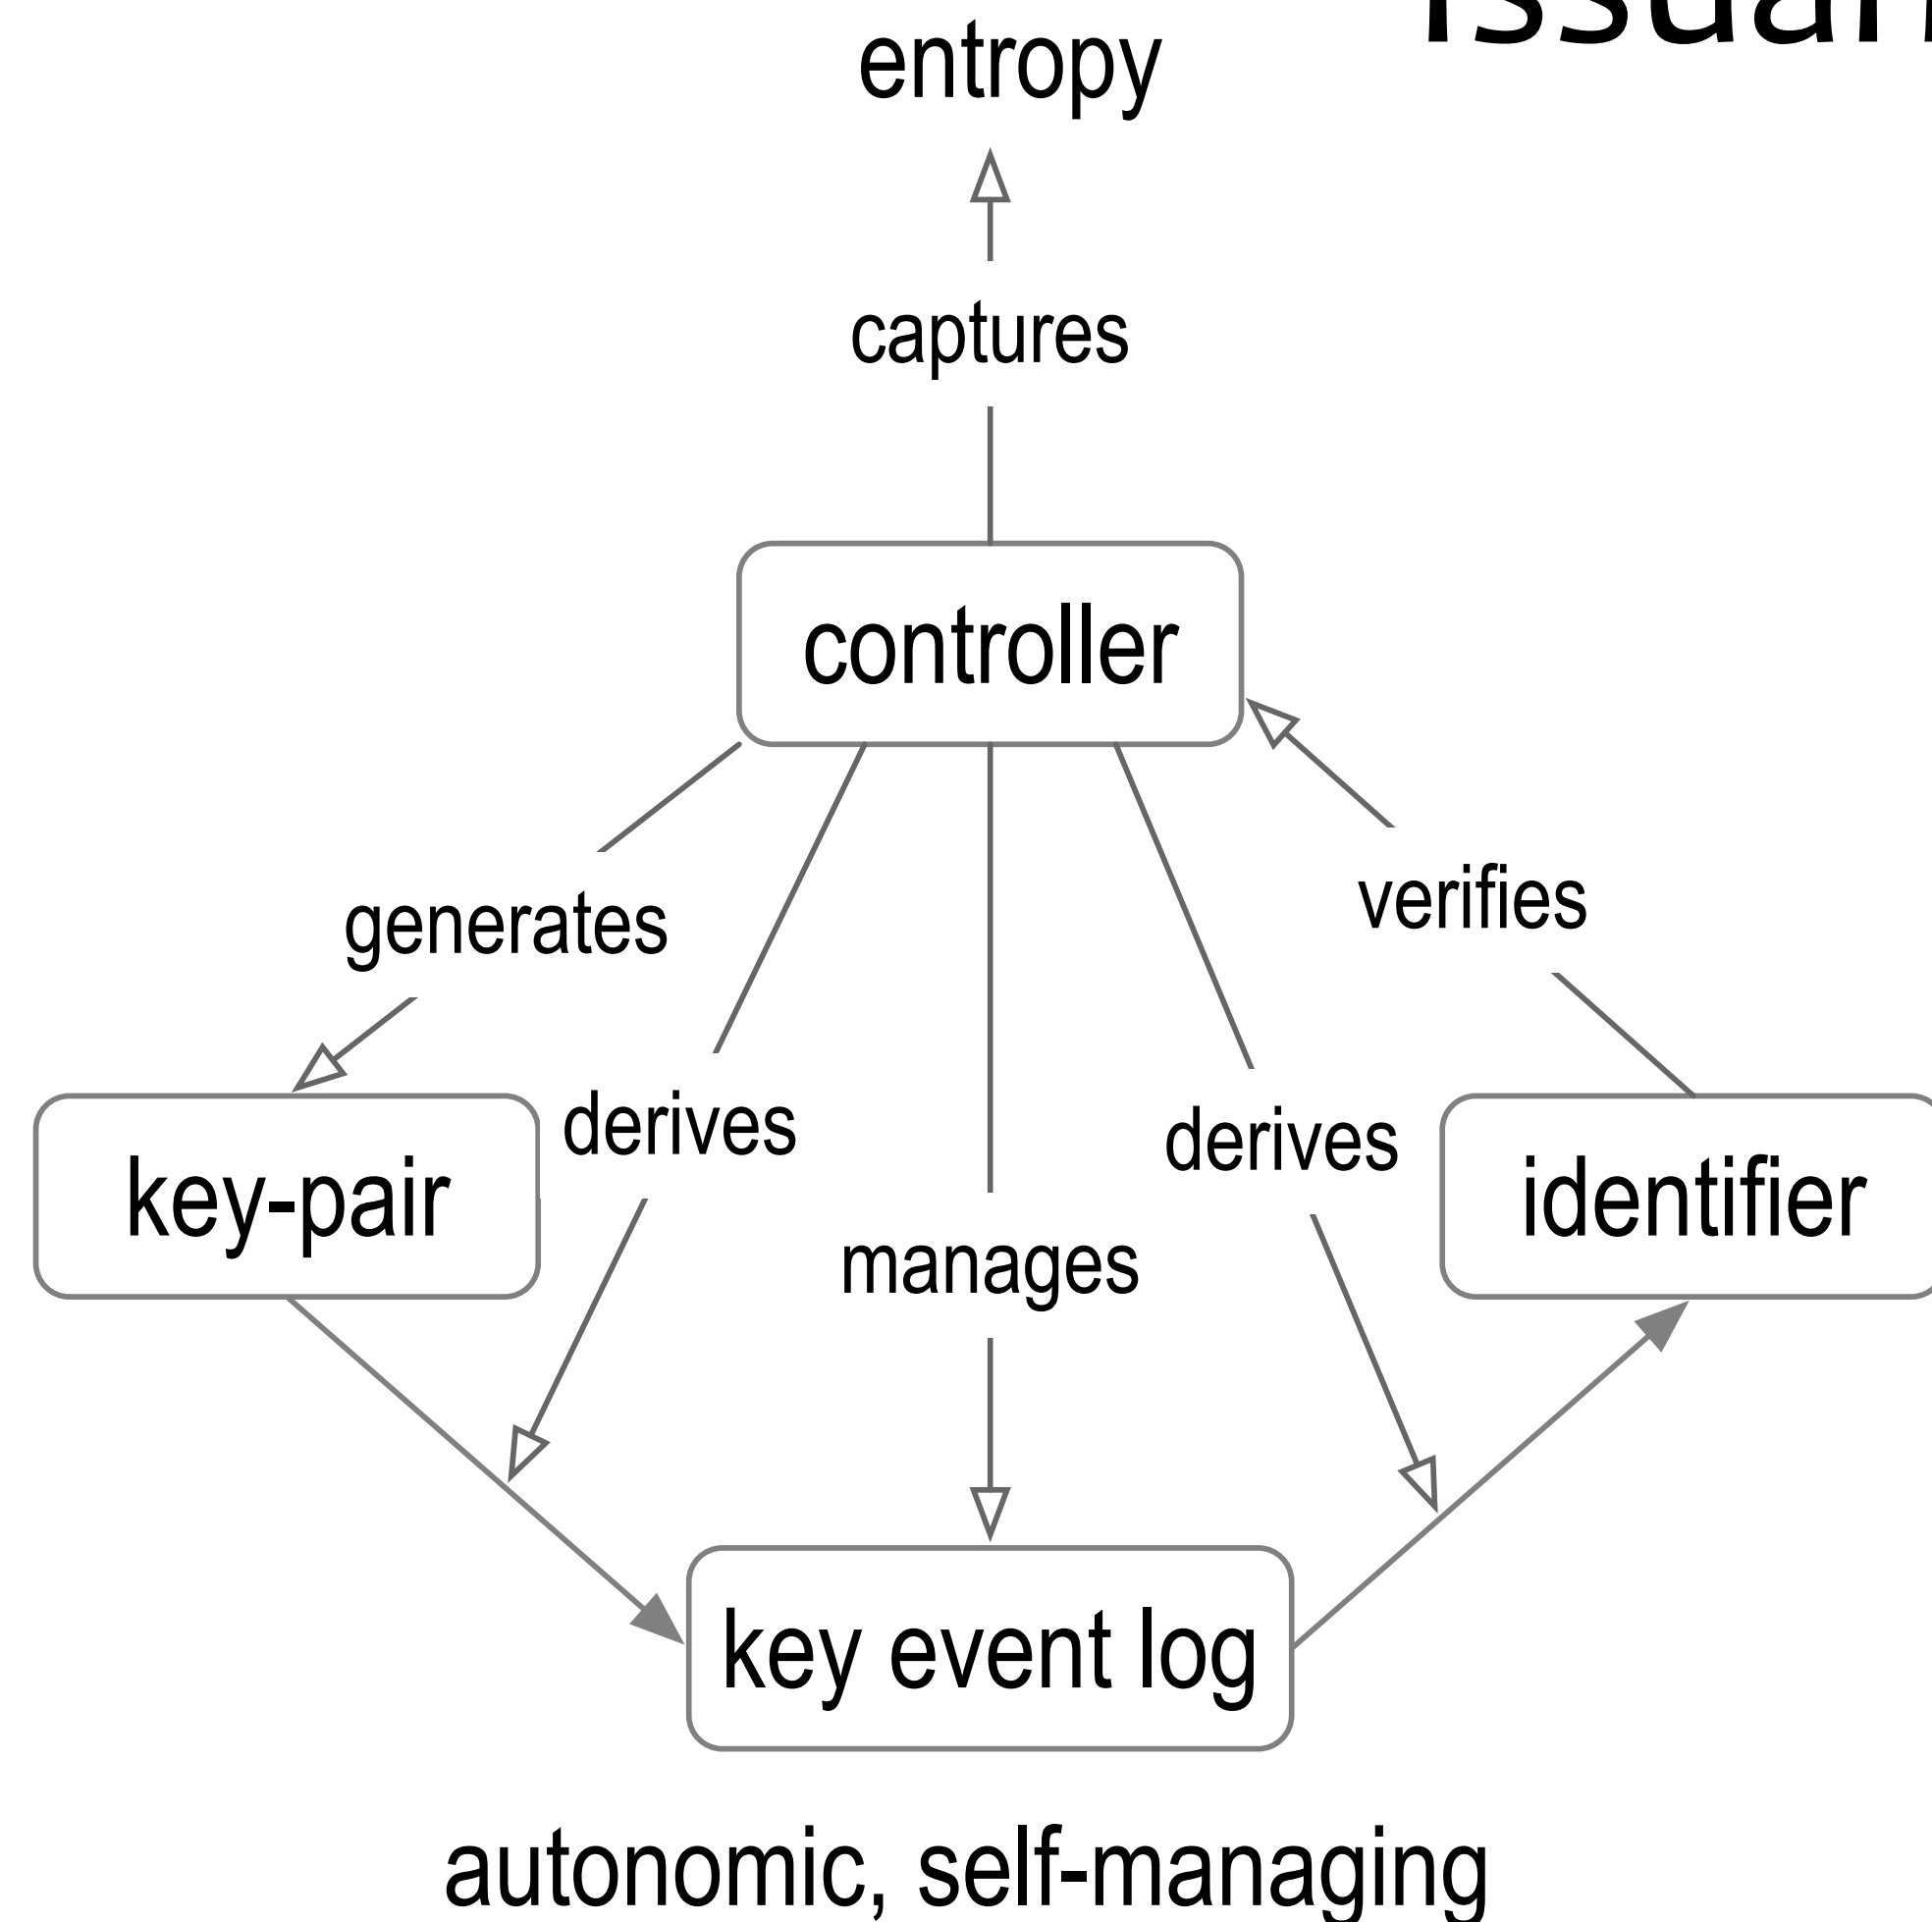 entropy
captures
controller
generates
verifies
derives
derives
key-pair
identifier
manages
key event log
autonomic, self-managing